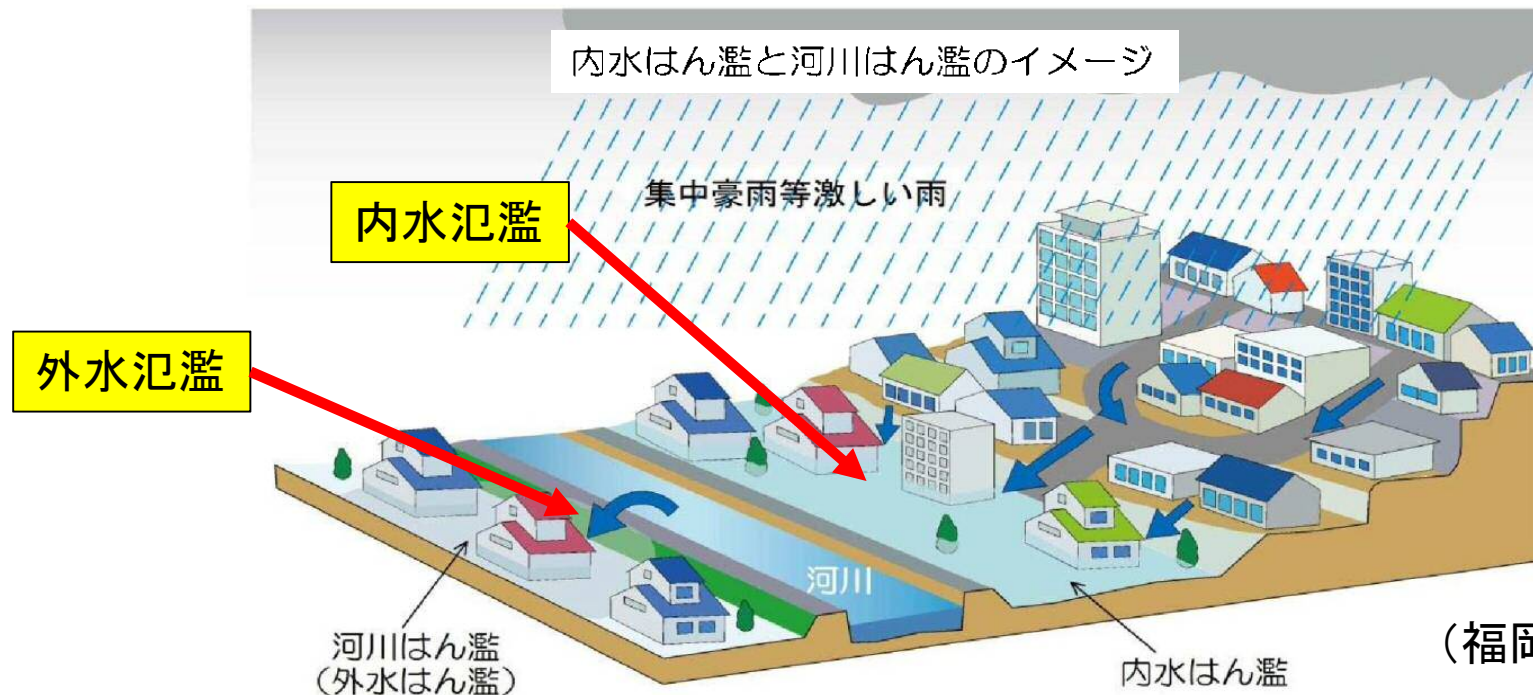 内水はん濫と河川はん濫のイメージ
集中豪雨等激しい雨
内水氾濫
外水氾濫
河川
河川はん濫
（外水はん濫）
内水はん濫
（福岡